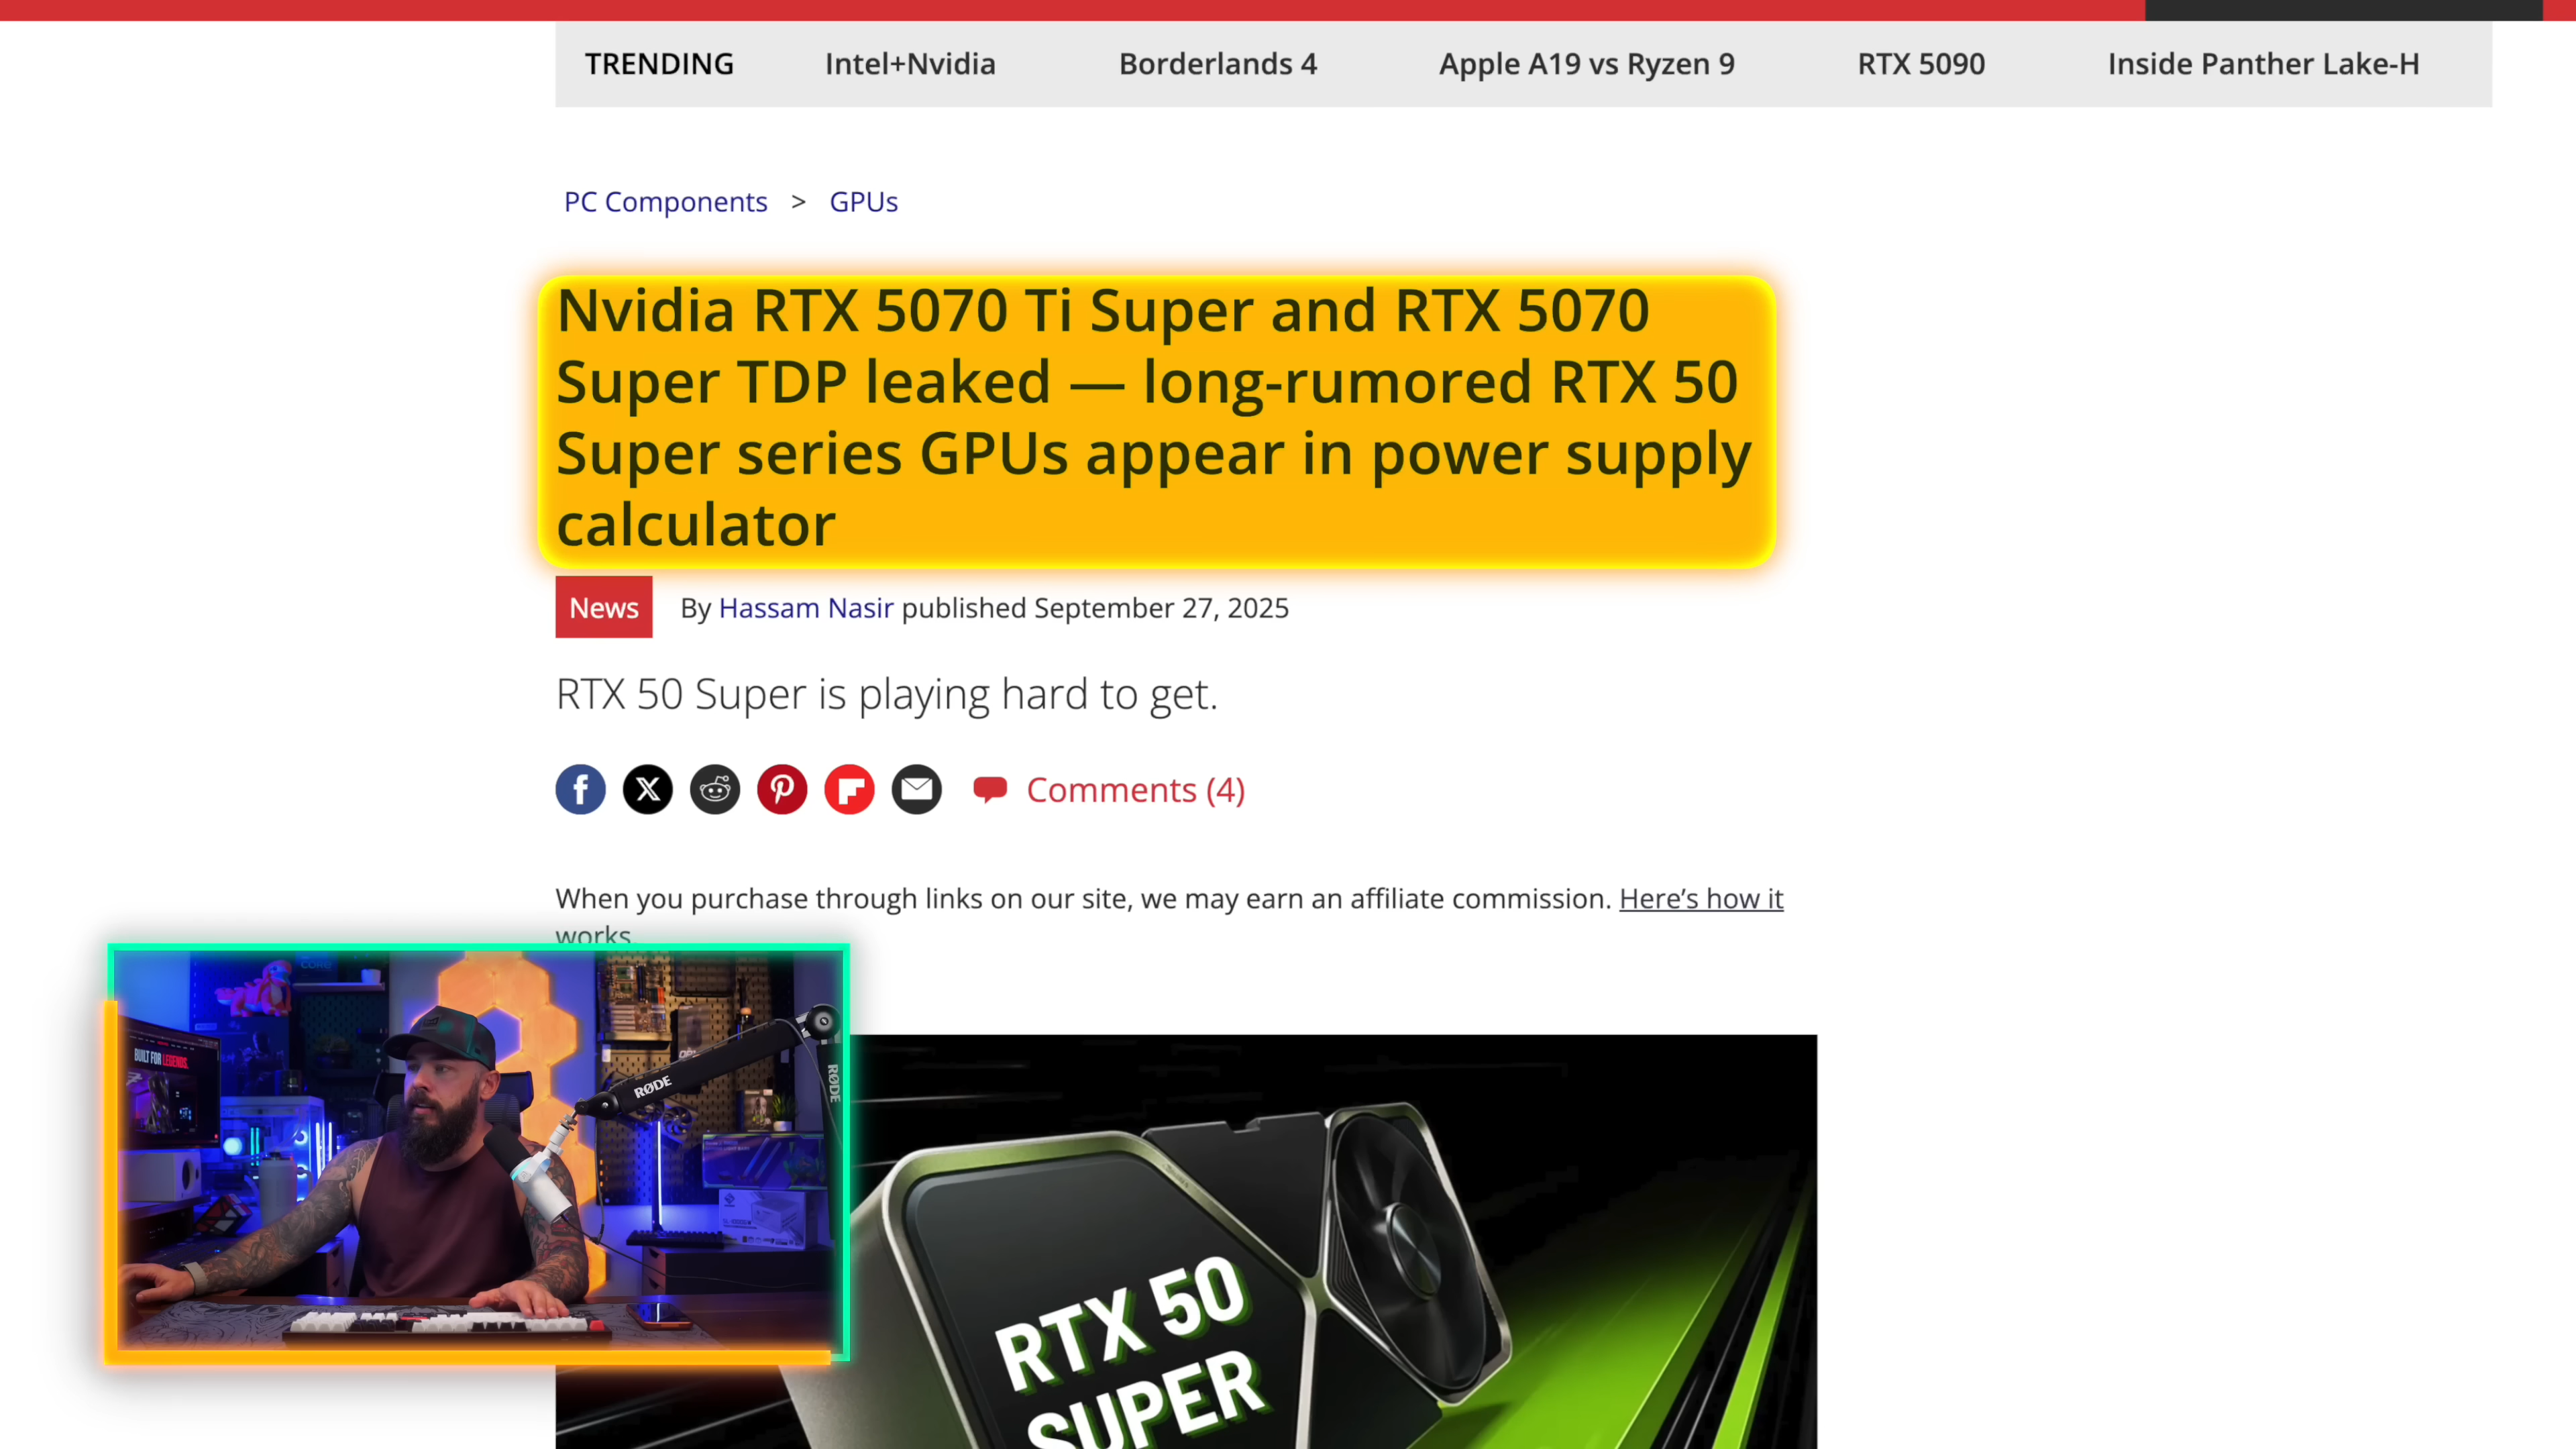 TRENDING Intel+Nvidia Borderlands 4 Apple A19 vs Ryzen 9 RTX 5090 Inside Panther Lake-H
PC Components > GPUs
Nvidia RTX 5070 Ti Super and RTX 5070
Super TDP leaked — long-rumored RTX 50
Super series GPUs appear in power supply
calculator
News By Hassam Nasir published September 27, 2025
RTX 50 Super is playing hard to get.
Comments (4)
When you purchase through links on our site, we may earn an affiliate commission. Here’s how it
works.
BUILT FOR LEGENDS.
RØDE
RØDE
RTX 50
SUPER